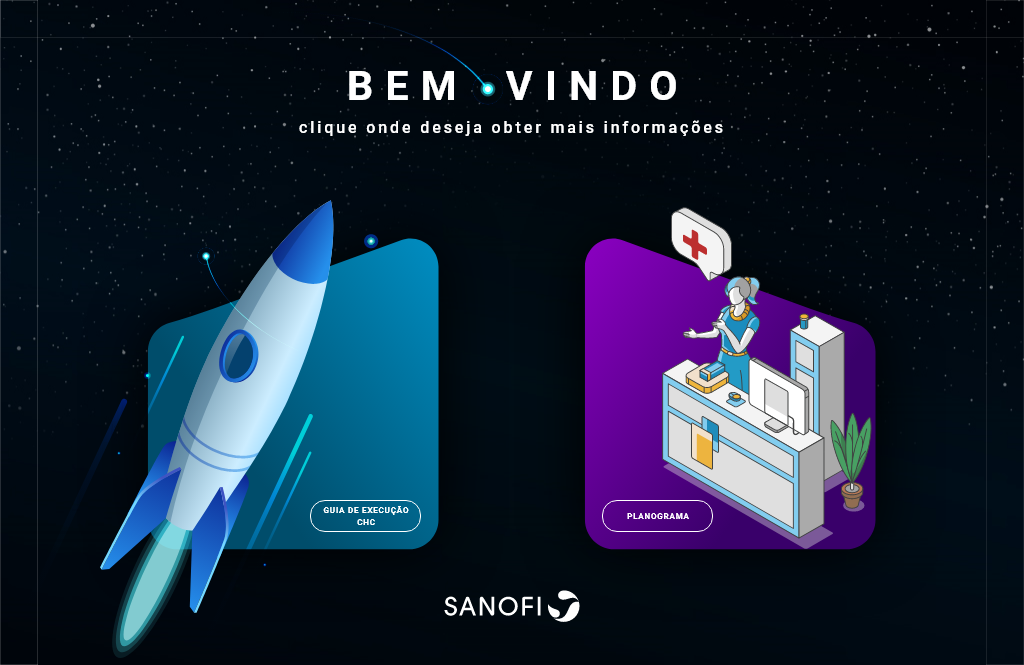 BEM VINDO
clique onde deseja obter mais informações
GUIA DE EXECUÇÃO
CHC
PLANOGRAMA
SANOFI